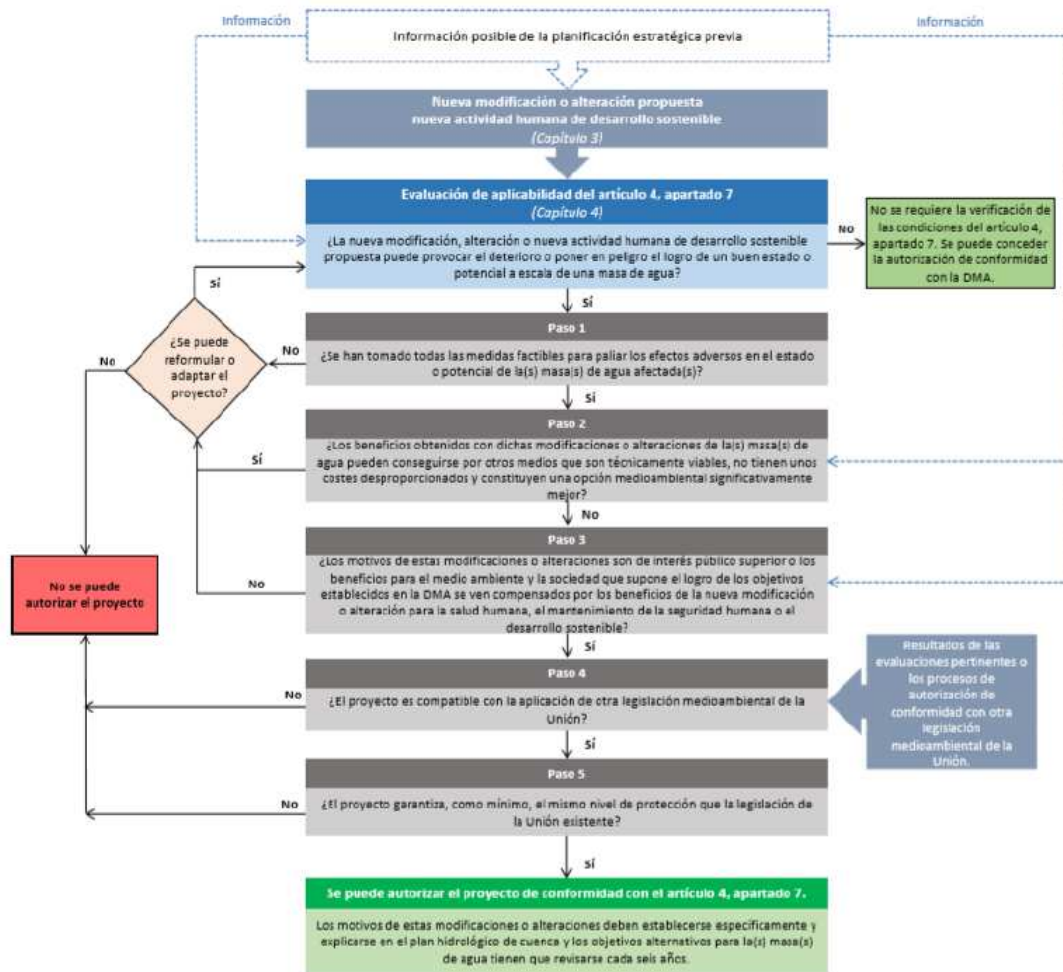 Información
Información
Información posible de la planificación estratégica previa
Nueva modificación o alteración propuesta
nueva actividad humana de desarrollo sostenible
(Capítulo 3)
Evaluación de aplicabilidad del artículo 4, apartado 7
(Capítulo 4)
¿La nueva modificación, alteración o nueva actividad humana de desarrollo sostenible
propuesta puede provocar el deterioro o poner en peligro el logro de un buen estado o
potencial a escala de una masa de agua?
No
No se requiere la verificación de
las condiciones del artículo 4,
apartado 7. Se puede conceder
la autorización de conformidad
con la DMA.
Sí
Sí
Paso 1
¿Se han tomado todas las medidas factibles para paliar los efectos adversos en el estado
o potencial de la(s) masa(s) de agua afectada(s)?
No
¿Se puede
reformular o
adaptar el
proyecto?
No
Sí
Paso 2
¿Los beneficios obtenidos con dichas modificaciones o alteraciones de la(s) masa(s) de
agua pueden conseguirse por otros medios que son técnicamente viables, no tienen unos
costes desproporcionados y constituyen una opción medioambiental significativamente
mejor?
Sí
No
Paso 3
¿Los motivos de estas modificaciones o alteraciones son de interés público superior o los
beneficios para el medio ambiente y la sociedad que supone el logro de los objetivos
establecidos en la DMA se ven compensados por los beneficios de la nueva modificación
o alteración para la salud humana, el mantenimiento de la seguridad humana o el
desarrollo sostenible?
No
No se puede
autorizar el proyecto
Sí
Paso 4
¿El proyecto es compatible con la aplicación de otra legislación medioambiental de la
Unión?
No
Resultados de las
evaluaciones pertinentes o
los procesos de
autorización de
conformidad con otra
legislación
medioambiental de la
Unión.
Sí
Paso 5
¿El proyecto garantiza, como mínimo, el mismo nivel de protección que la legislación de
la Unión existente?
No
Sí
Se puede autorizar el proyecto de conformidad con el artículo 4, apartado 7.
Los motivos de estas modificaciones o alteraciones deben establecerse específicamente y
explicarse en el plan hidrológico de cuenca y los objetivos alternativos para la(s) masa(s)
de agua tienen que revisarse cada seis años.